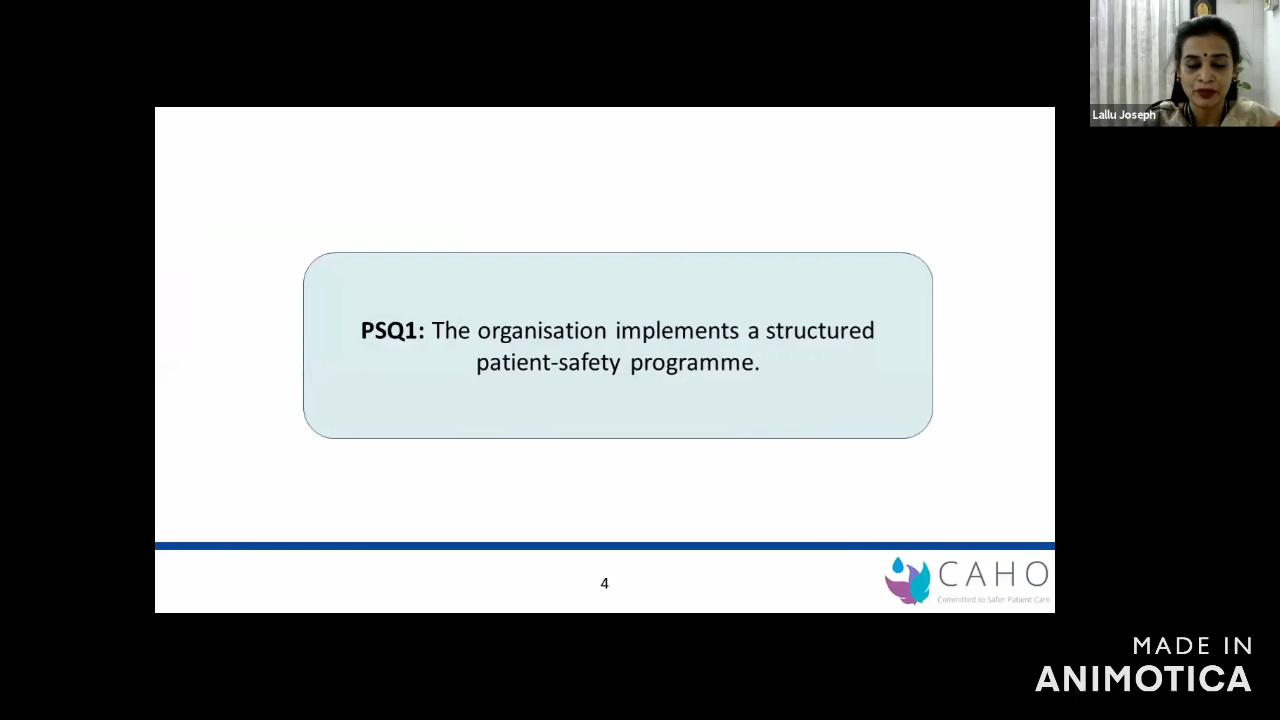 Lallu Joseph
PSQ1: The organisation implements a structured
patient-safety programme.
4
CAHO
Committed to Safer Patient Care
MADE IN
ANIMOTICA